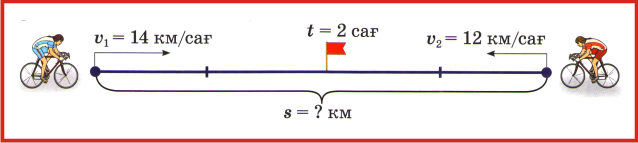 v₁ = 14 км/сағ
t = 2 сағ
v₂ = 12 км/сағ
s = ? км